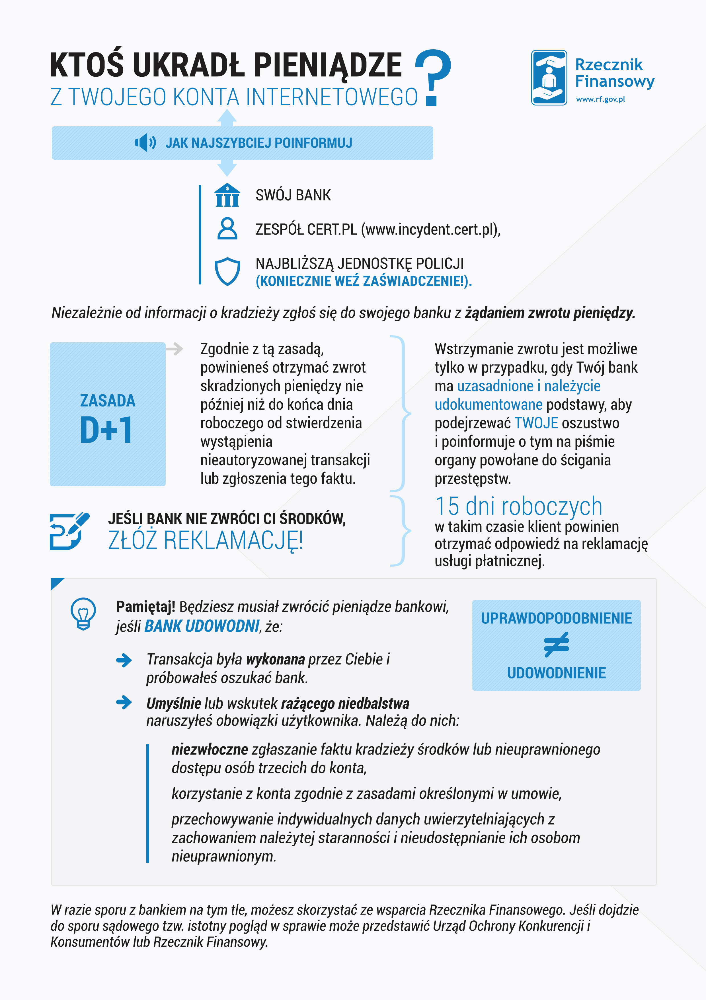 KTOŚ UKRADŁ PIENIĄDZE
Z TWOJEGO KONTA INTERNETOWEGO?
Rzecznik
Finansowy
www.rf.gov.pl
JAK NAJSZYBCIEJ POINFORMUJ
$
SWÓJ BANK
ZESPÓŁ CERT.PL (www.incydent.cert.pl),
NAJBLIŻSZĄ JEDNOSTKĘ POLICJI
(KONIECZNIE WEŹ ZAŚWIADCZENIE!).
Niezależnie od informacji o kradzieży zgłoś się do swojego banku z żądaniem zwrotu pieniędzy.
ZASADA
D+1
Zgodnie z tą zasadą,
powinieneś otrzymać zwrot
skradzionych pieniędzy nie
później niż do końca dnia
roboczego od stwierdzenia
wystąpienia
nieautoryzowanej transakcji
lub zgłoszenia tego faktu.
Wstrzymanie zwrotu jest możliwe
tylko w przypadku, gdy Twój bank
ma uzasadnione i należycie
udokumentowane podstawy, aby
podejrzewać TWOJE oszustwo
i poinformuje o tym na piśmie
organy powołane do ścigania
przestępstw.
JEŚLI BANK NIE ZWRÓCI CI ŚRODKÓW,
ZŁÓŻ REKLAMACJĘ!
15 dni roboczych
w takim czasie klient powinien
otrzymać odpowiedź na reklamację
usługi płatnicznej.
Pamiętaj! Będziesz musiał zwrócić pieniądze bankowi,
jeśli BANK UDOWODNI, że:
UPRAWDOPODOBNIENIE
≠
UDOWODNIENIE
Transakcja była wykonana przez Ciebie i
próbowałeś oszukać bank.
Umyślnie lub wskutek rażącego niedbalstwa
naruszyłeś obowiązki użytkownika. Należą do nich:
niezwłoczne zgłaszanie faktu kradzieży środków lub nieuprawnionego
dostępu osób trzecich do konta,
korzystanie z konta zgodnie z zasadami określonymi w umowie,
przechowywanie indywidualnych danych uwierzytelniających z
zachowaniem należytej staranności i nieudostępnianie ich osobom
nieuprawnionym.
W razie sporu z bankiem na tym tle, możesz skorzystać ze wsparcia Rzecznika Finansowego. Jeśli dojdzie
do sporu sądowego tzw. istotny pogląd w sprawie może przedstawić Urząd Ochrony Konkurencji i
Konsumentów lub Rzecznik Finansowy.